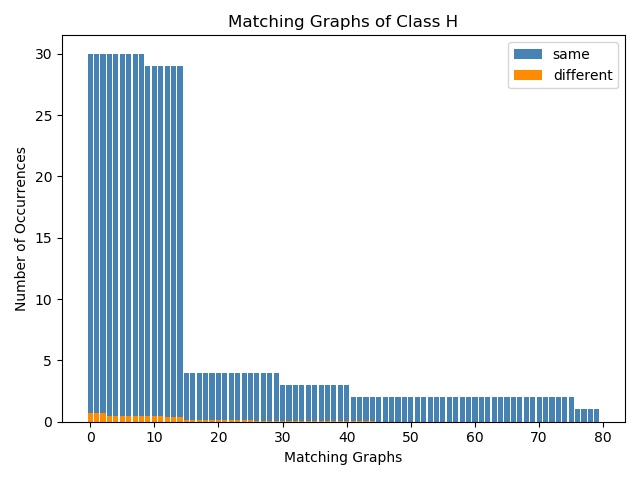 Matching Graphs of Class H
same
different
Number of Occurrences
30
25
20
15
10
5
0
0 10 20 30 40 50 60 70 80
Matching Graphs